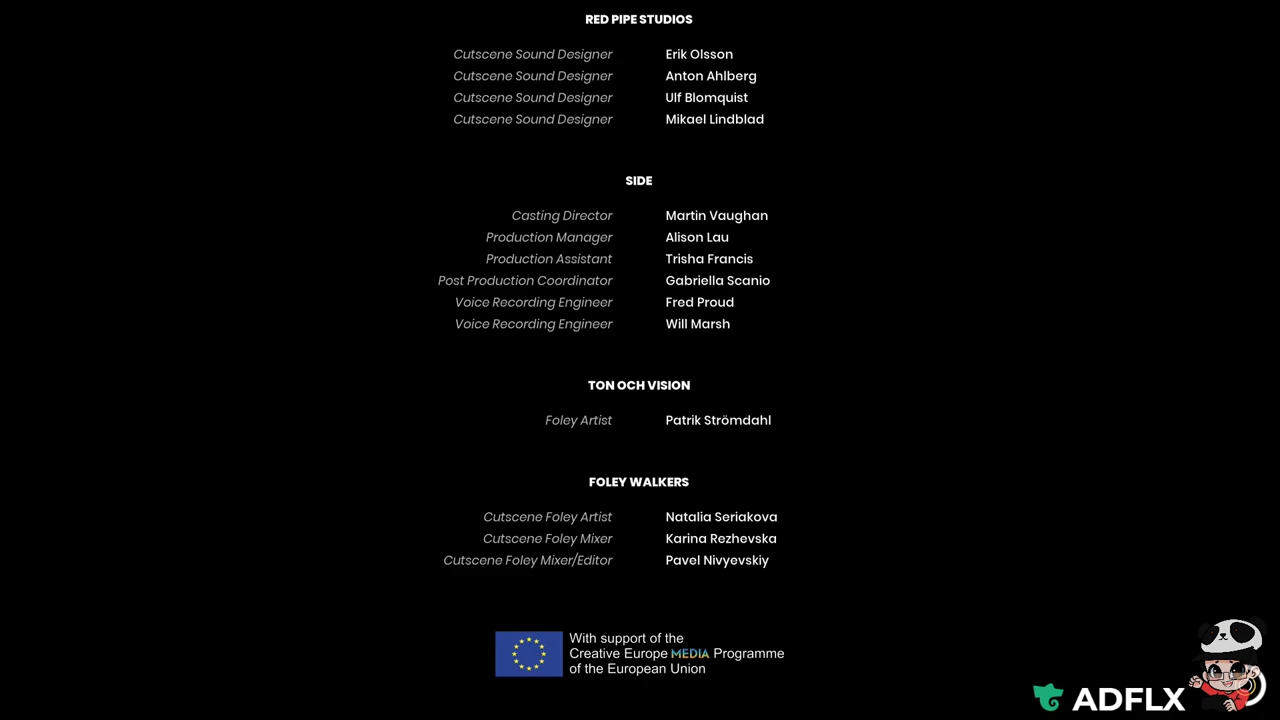 RED PIPE STUDIOS
Cutscene Sound Designer Erik Olsson
Cutscene Sound Designer Anton Ahlberg
Cutscene Sound Designer Ulf Blomquist
Cutscene Sound Designer Mikael Lindblad
SIDE
Casting Director Martin Vaughan
Production Manager Alison Lau
Production Assistant Trisha Francis
Post Production Coordinator Gabriella Scanio
Voice Recording Engineer Fred Proud
Voice Recording Engineer Will Marsh
TON OCH VISION
Foley Artist Patrik Strömdahl
FOLEY WALKERS
Cutscene Foley Artist Natalia Seriakova
Cutscene Foley Mixer Karina Rezhevska
Cutscene Foley Mixer/Editor Pavel Nivyevskiy
With support of the
Creative Europe MEDIA Programme
of the European Union
ADFLX